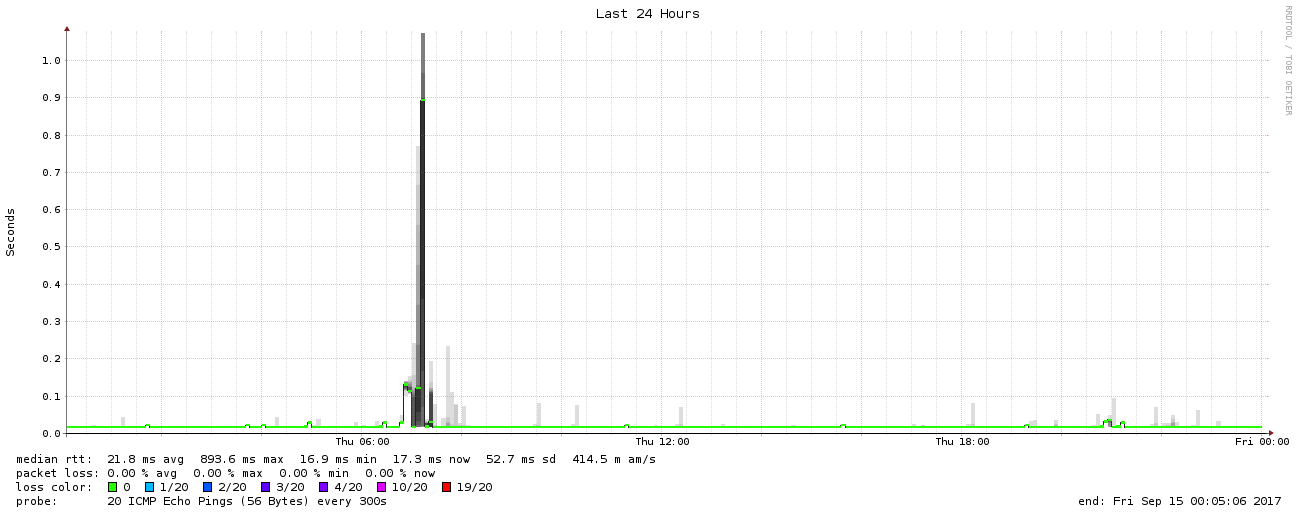 Last 24 Hours
RRDTOOL / TOBI OETIKER
Seconds
1.0
0.9
0.8
0.7
0.6
0.5
0.4
0.3
0.2
0.1
0.0
Thu 06:00 Thu 12:00 Thu 18:00 Fri 00:00
median rtt: 21.8 ms avg 893.6 ms max 16.9 ms min 17.3 ms now 52.7 ms sd 414.5 m am/s
packet loss: 0.00 % avg 0.00 % max 0.00 % min 0.00 % now
loss color: 0 1/20 2/20 3/20 4/20 10/20 19/20
probe: 20 ICMP Echo Pings (56 Bytes) every 300s end: Fri Sep 15 00:05:06 2017